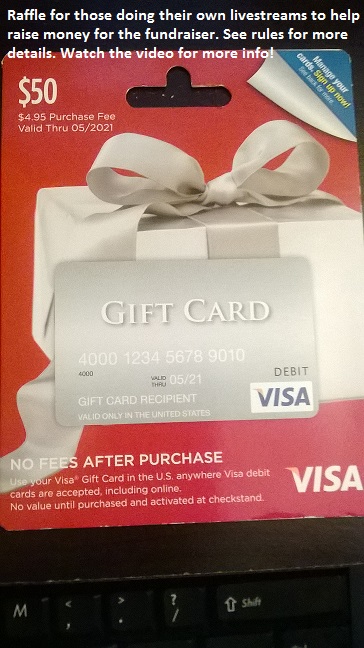 Raffle for those doing their own livestreams to help
raise money for the fundraiser. See rules for more
details. Watch the video for more info!
$50
$4.95 Purchase Fee
Valid Thru 05/2021
Manage your
cards. Sign up now!
See back for more.
GIFT CARD
4000 1234 5678 9010
4000
VALID
THRU 05/21
DEBIT
GIFT CARD RECIPIENT
VISA
VALID ONLY IN THE UNITED STATES
NO FEES AFTER PURCHASE
Use your Visa® Gift Card in the U.S. anywhere Visa debit
cards are accepted, including online.
No value until purchased and activated at checkstand.
VISA
M
<
,
>
.
?
/
⇧ Shift